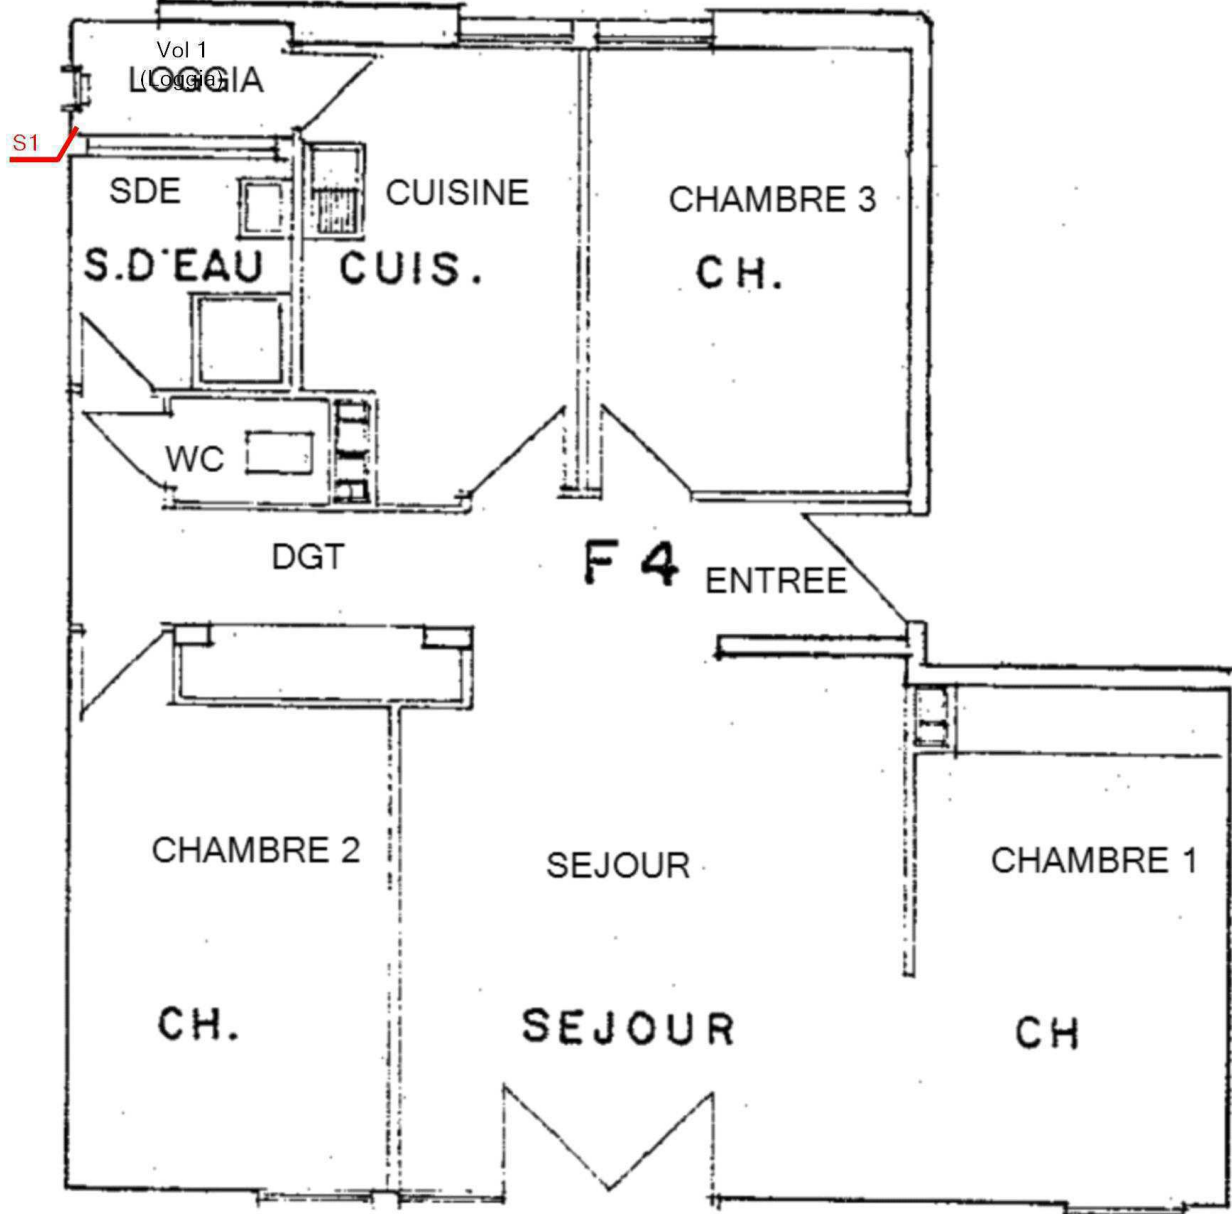 Vol 1
(Loggia)
LOGGIA
S1
SDE
CUISINE
CHAMBRE 3
S.D'EAU
CUIS.
CH.
WC
DGT
F4
ENTREE
CHAMBRE 2
SEJOUR
CHAMBRE 1
CH.
SEJOUR
CH